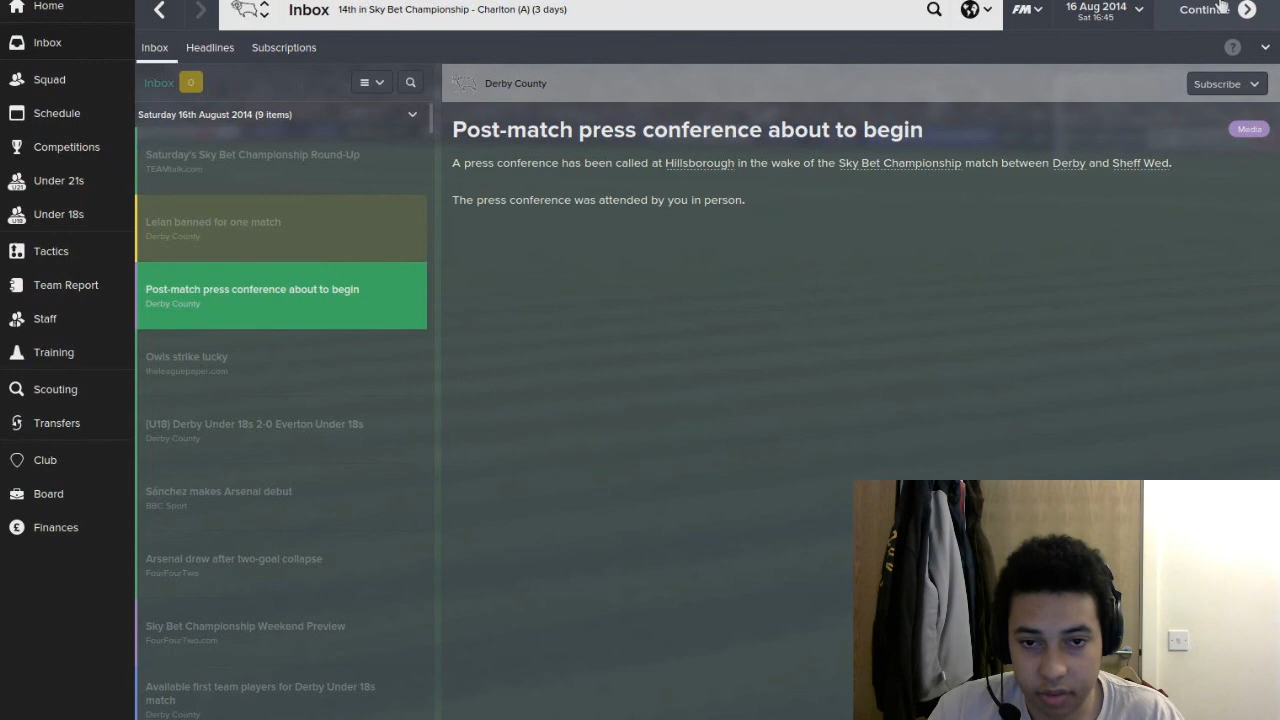 Home
Inbox
14th in Sky Bet Championship - Charlton (A) (3 days)
FM
16 Aug 2014
Sat 16:45
Continue
Inbox
Squad
Schedule
Competitions
Under 21s
Under 18s
Tactics
Team Report
Staff
Training
Scouting
Transfers
Club
Board
Finances
Inbox
Headlines
Subscriptions
?
Inbox
0
Saturday 16th August 2014 (9 items)
Saturday's Sky Bet Championship Round-Up
TEAMtalk.com
Lelan banned for one match
Derby County
Post-match press conference about to begin
Derby County
Owls strike lucky
theleaguepaper.com
(U18) Derby Under 18s 2-0 Everton Under 18s
Derby County
Sánchez makes Arsenal debut
BBC Sport
Arsenal draw after two-goal collapse
FourFourTwo
Sky Bet Championship Weekend Preview
FourFourTwo.com
Available first team players for Derby Under 18s
match
Derby County
Derby County
Subscribe
Post-match press conference about to begin
Media
A press conference has been called at Hillsborough in the wake of the Sky Bet Championship match between Derby and Sheff Wed.
The press conference was attended by you in person.